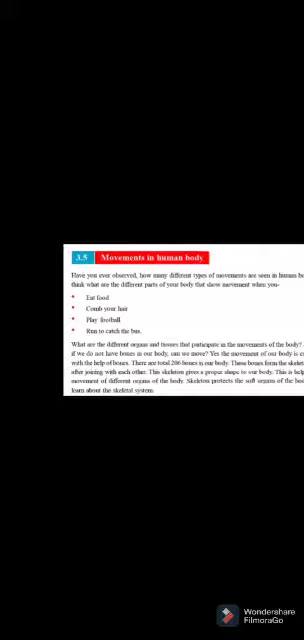 3.5 Movements in human body
Have you ever observed, how many different types of movements are seen in human bo
think what are the different parts of your body that show movement when you-
• Eat food
• Comb your hair
• Play football
• Run to catch the bus.
What are the different organs and tissues that participate in the movements of the body?
if we do not have bones in our body, can we move? Yes the movement of our body is
with the help of bones. There are total 206 bones in our body. These bones form the skelet
after joining with each other. This skeleton gives a proper shape to our body. This is help
movement of different organs of the body. Skeleton protects the soft organs of the bod
learn about the skeletal system.
Wondershare
FilmoraGo